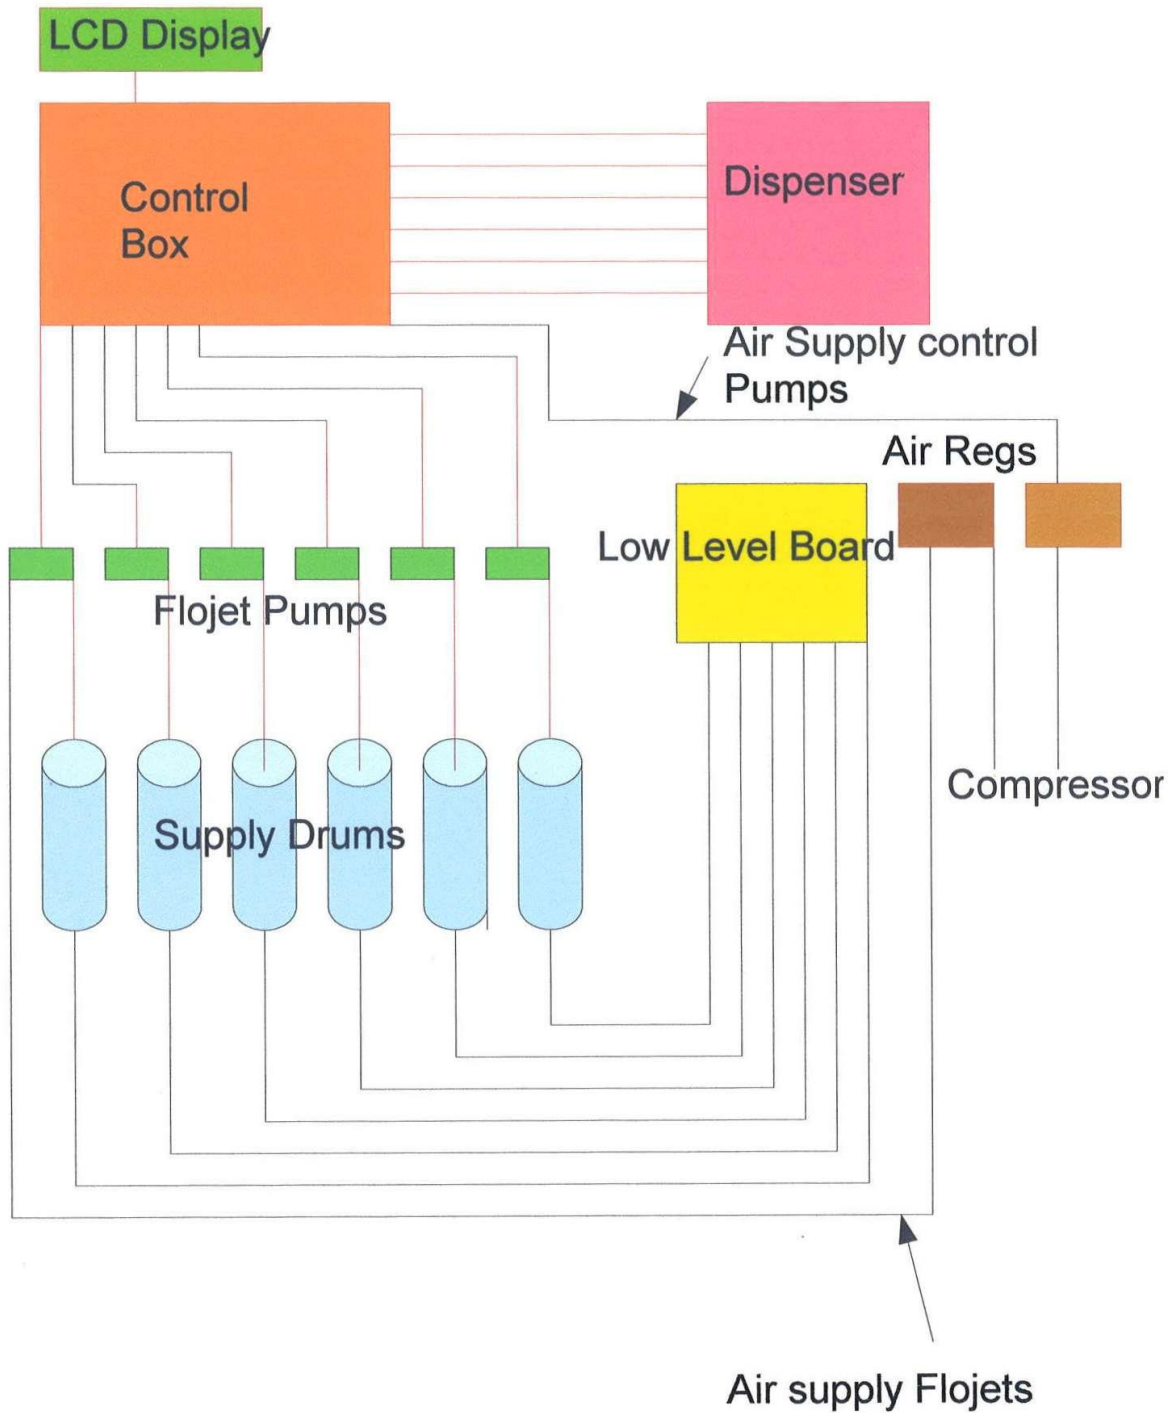 LCD Display
Control
Box
Dispenser
Air Supply control
Pumps
Air Regs
Low Level Board
Flojet Pumps
Compressor
Supply Drums
Air supply Flojets